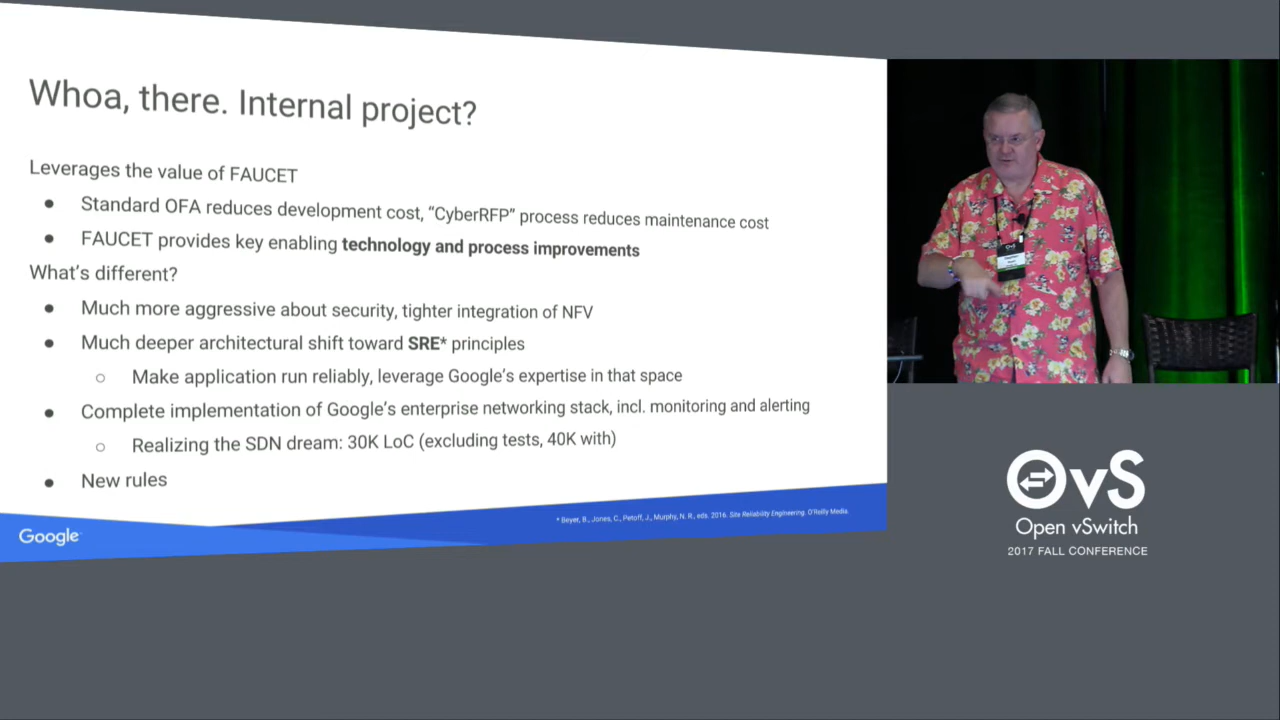 Whoa, there. Internal project?
Leverages the value of FAUCET
● Standard OFA reduces development cost, “CyberRFP” process reduces maintenance cost
● FAUCET provides key enabling technology and process improvements
What’s different?
● Much more aggressive about security, tighter integration of NFV
● Much deeper architectural shift toward SRE* principles
○ Make application run reliably, leverage Google’s expertise in that space
● Complete implementation of Google’s enterprise networking stack, incl. monitoring and alerting
○ Realizing the SDN dream: 30K LoC (excluding tests, 40K with)
● New rules
* Beyer, B., Jones, C., Petoff, J., Murphy, N. R., eds. 2016. Site Reliability Engineering. O’Reilly Media.
Google
OvS
Open vSwitch
2017 FALL CONFERENCE